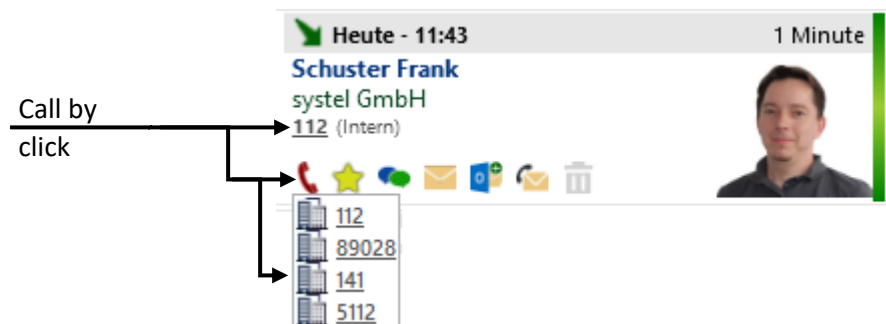 Heute - 11:43 1 Minute
Schuster Frank
systel GmbH
Call by
112 (Intern)
click
112
89028
141
5112